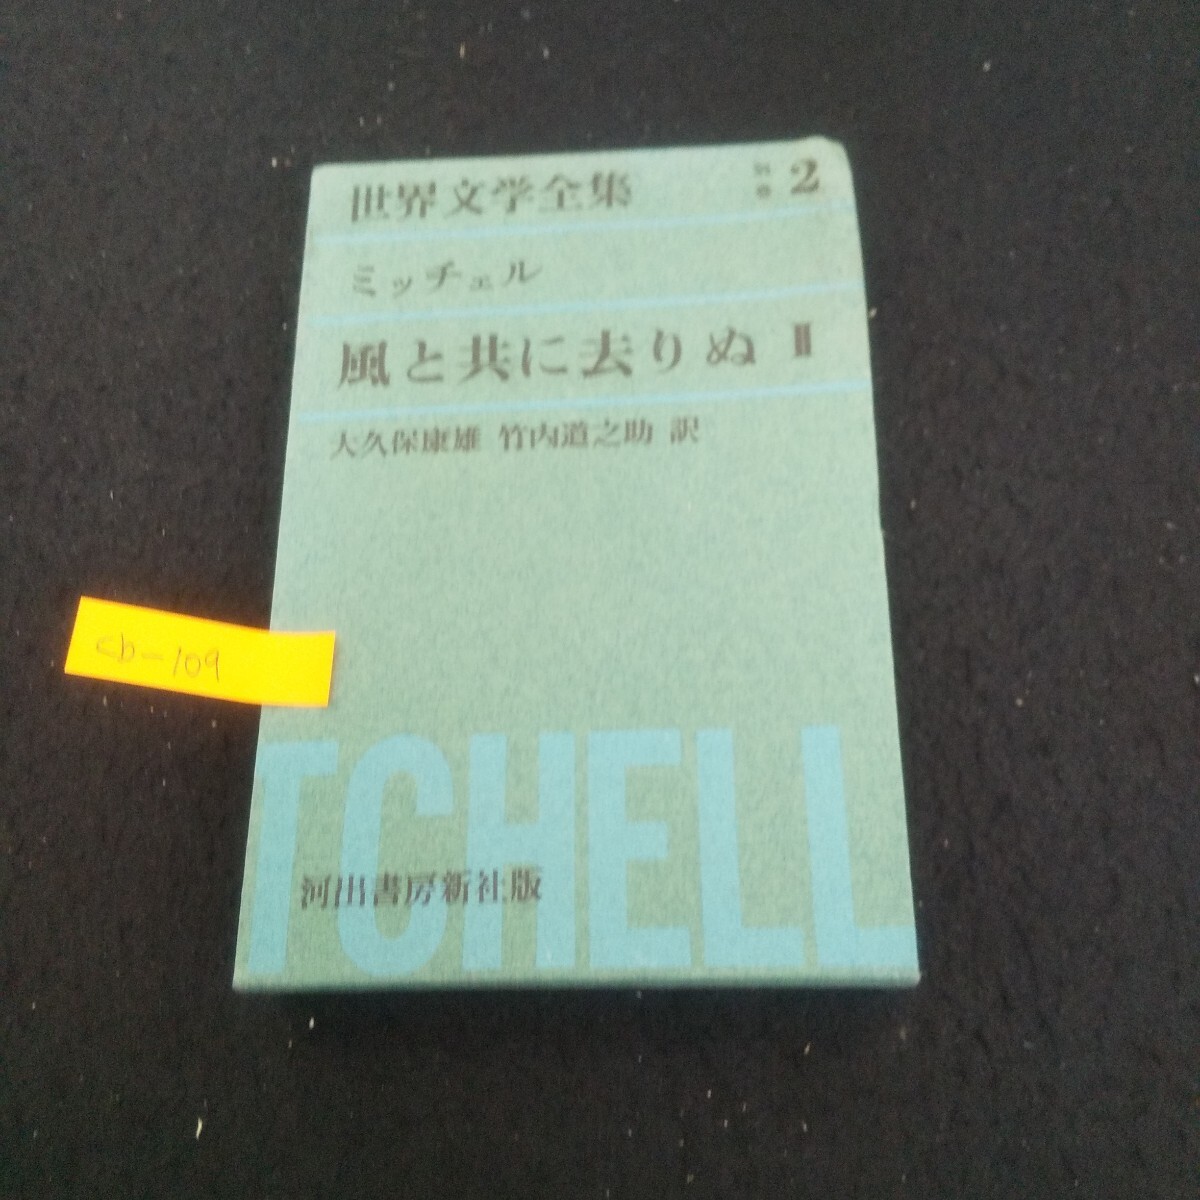 世界文学全集 別巻 2
ミッチェル
風と共に去りぬ II
大久保康雄 竹内道之助 訳
cb-109
TCHELL
河出書房新社版